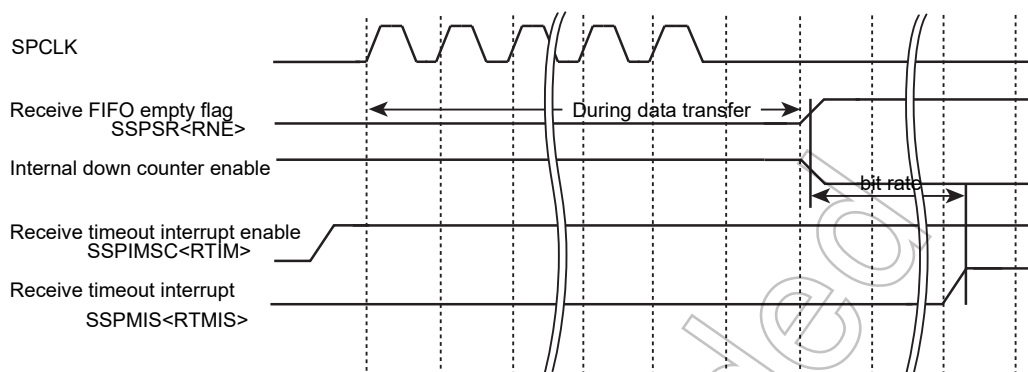 SPCLK
Receive FIFO empty flag
SSPSR<RNE>
During data transfer
Internal down counter enable
bit rate
Receive timeout interrupt enable
SSPIMSC<RTIM>
Receive timeout interrupt
SSPMIS<RTMIS>
ded